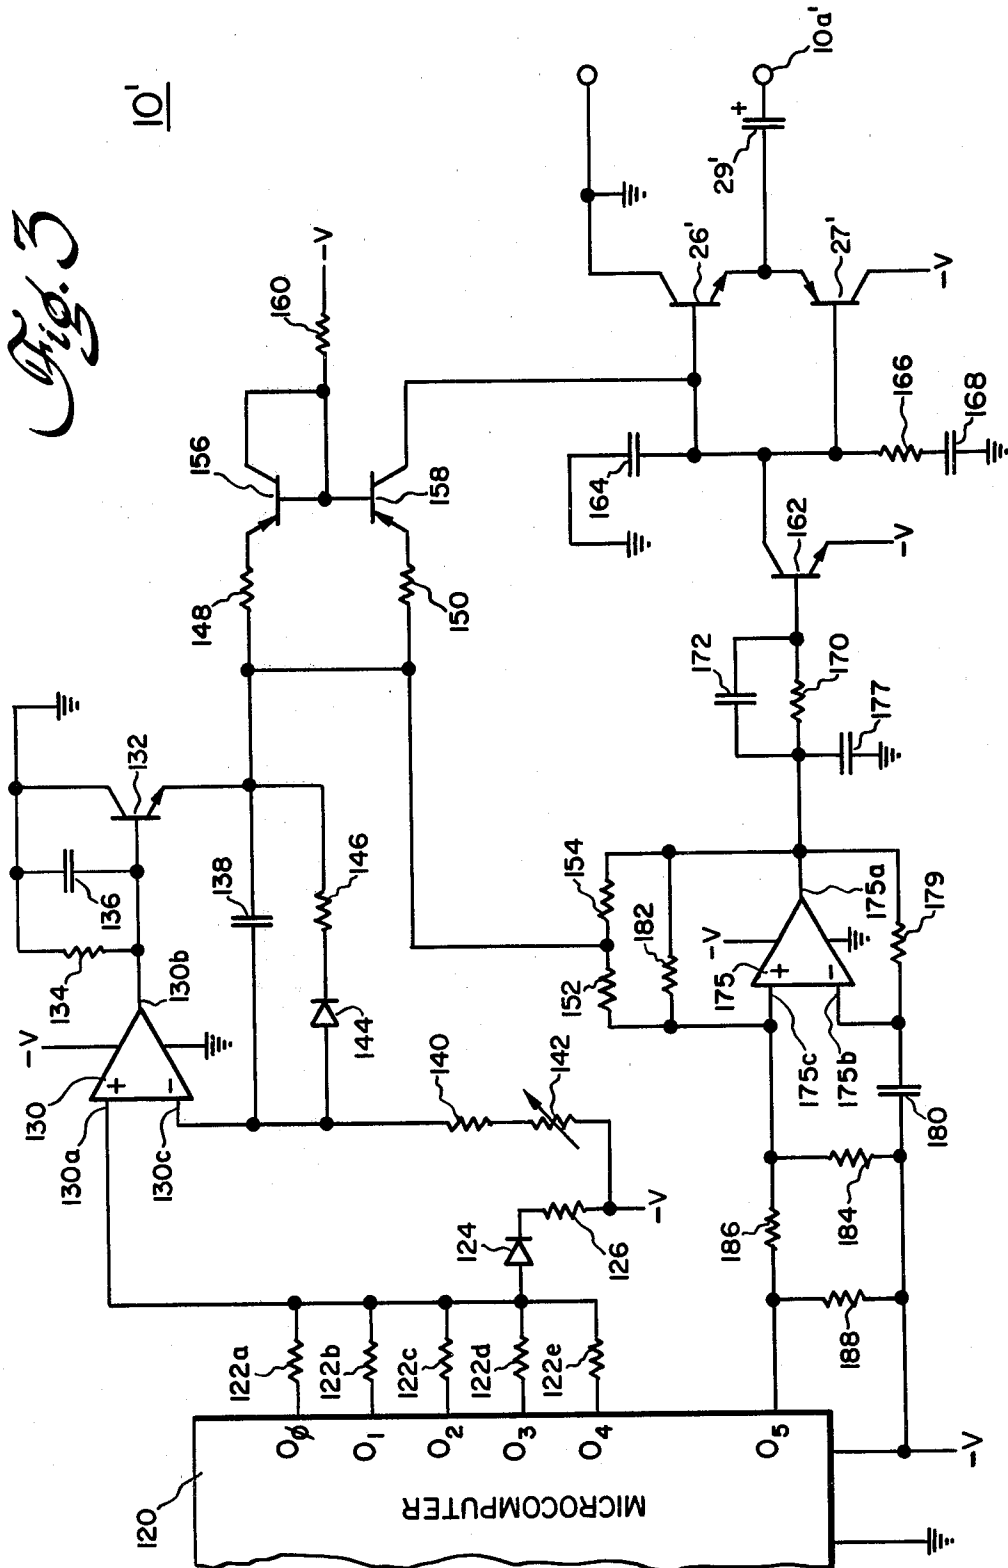 Fig. 3
10'
120
MICROCOMPUTER
O∅
O1
O2
O3
O4
O5
122a
122b
122c
122d
122e
124
126
-V
130a
130
130c
130b
+
−
-V
134
136
132
138
140
142
144
146
148
150
156
158
160
-V
152
154
182
-V
175
+
−
175c
175b
175a
179
180
184
186
188
-V
172
170
177
162
-V
164
166
168
26'
27'
-V
29'
+
10a'